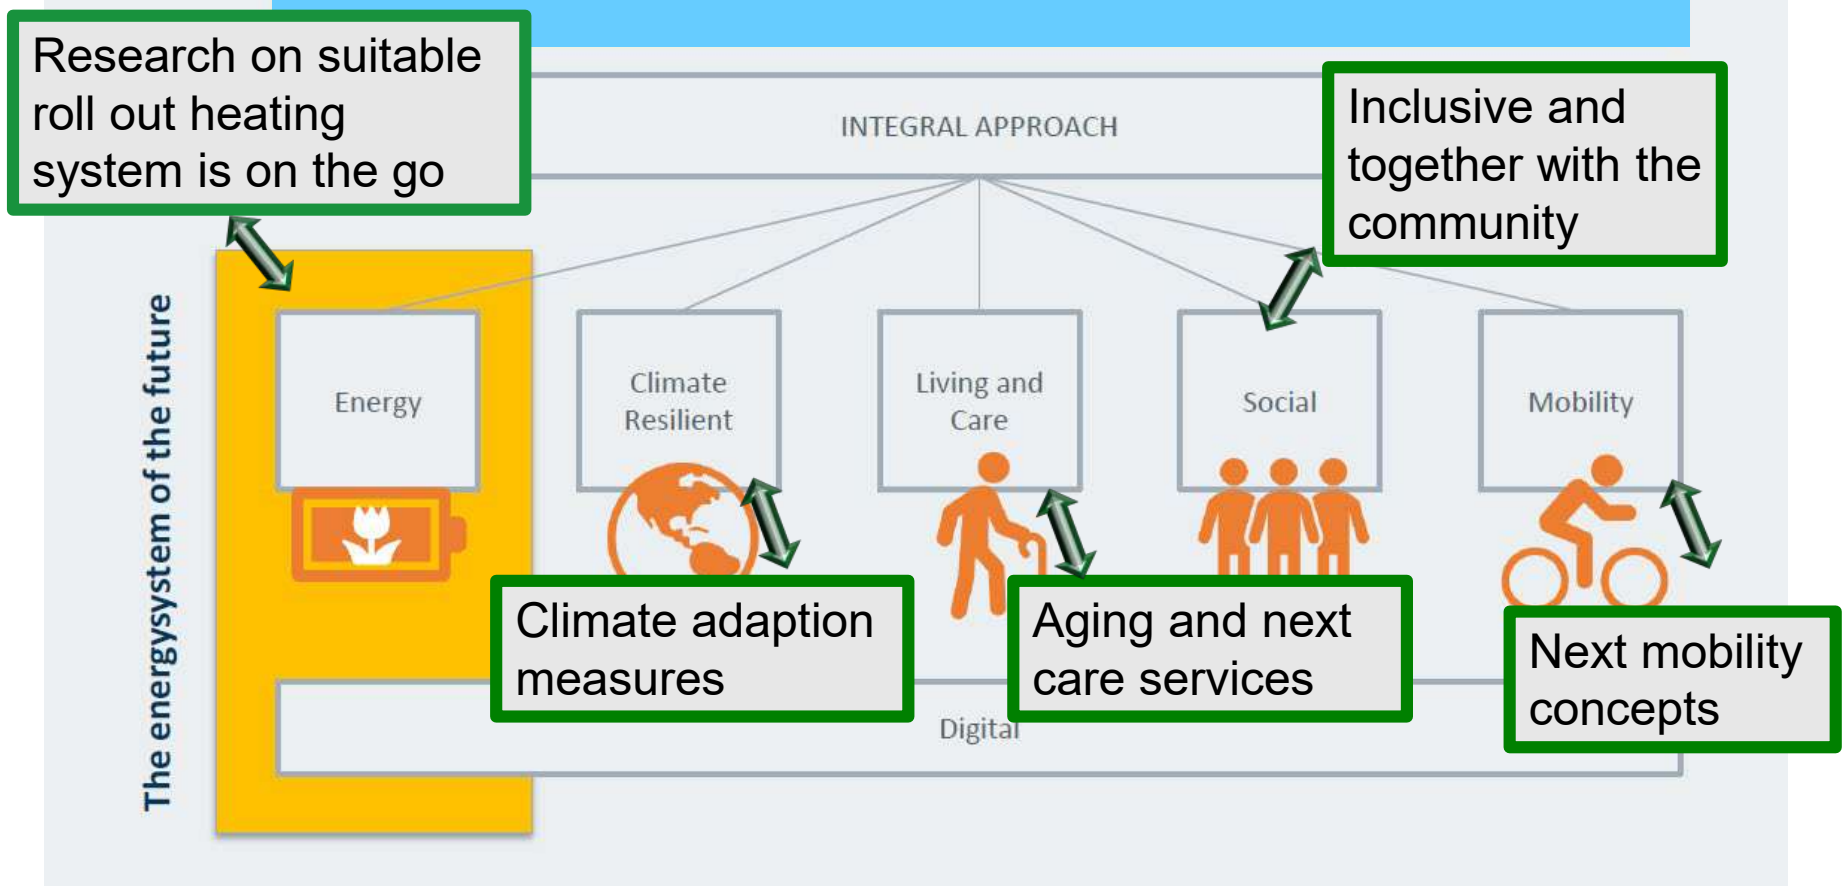 Research on suitable
roll out heating
system is on the go
INTEGRAL APPROACH
Inclusive and
together with the
community
The energysystem of the future
Energy
Climate
Resilient
Living and
Care
Social
Mobility
Climate adaption
measures
Aging and next
care services
Next mobility
concepts
Digital